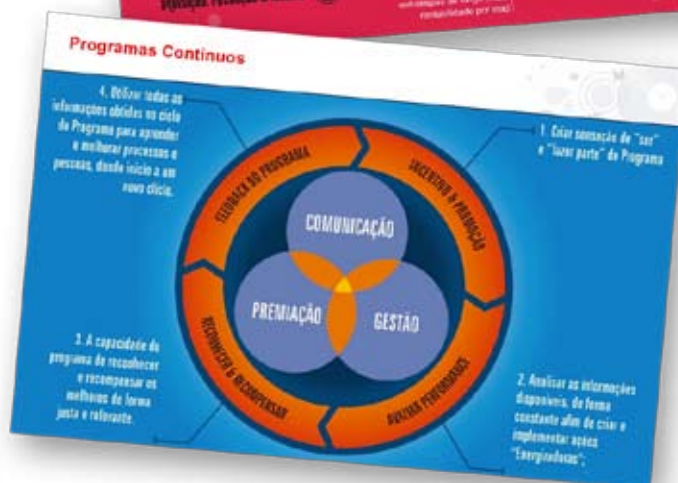 Programas Contínuos
4. Utilizar todas as
informações obtidas no ciclo
do Programa para aprender
e melhorar processos e
pessoas, dando início a um
novo ciclo.
1. Criar sensação de "ser"
e "fazer parte" do Programa
FEEDBACK DO PROGRAMA
INCENTIVO & PROMOÇÃO
COMUNICAÇÃO
PREMIAÇÃO
GESTÃO
RECONHECER & RECOMPENSAR
AVALIAR PERFORMANCE
3. A capacidade do
programa de reconhecer
e recompensar os
melhores de forma
justa e relevante.
2. Analisar as informações
disponíveis, de forma
constante afim de criar e
implementar ações
"Energizadoras";